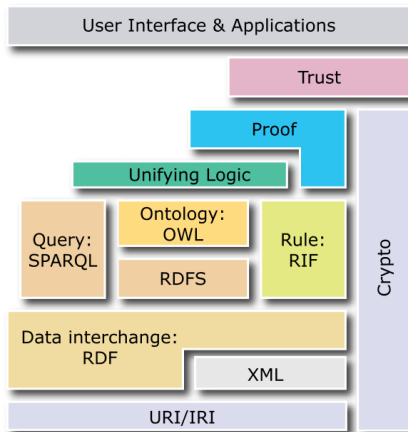 User Interface & Applications
Trust
Proof
Unifying Logic
Query:
SPARQL
Ontology:
OWL
RDFS
Rule:
RIF
Crypto
Data interchange:
RDF
XML
URI/IRI